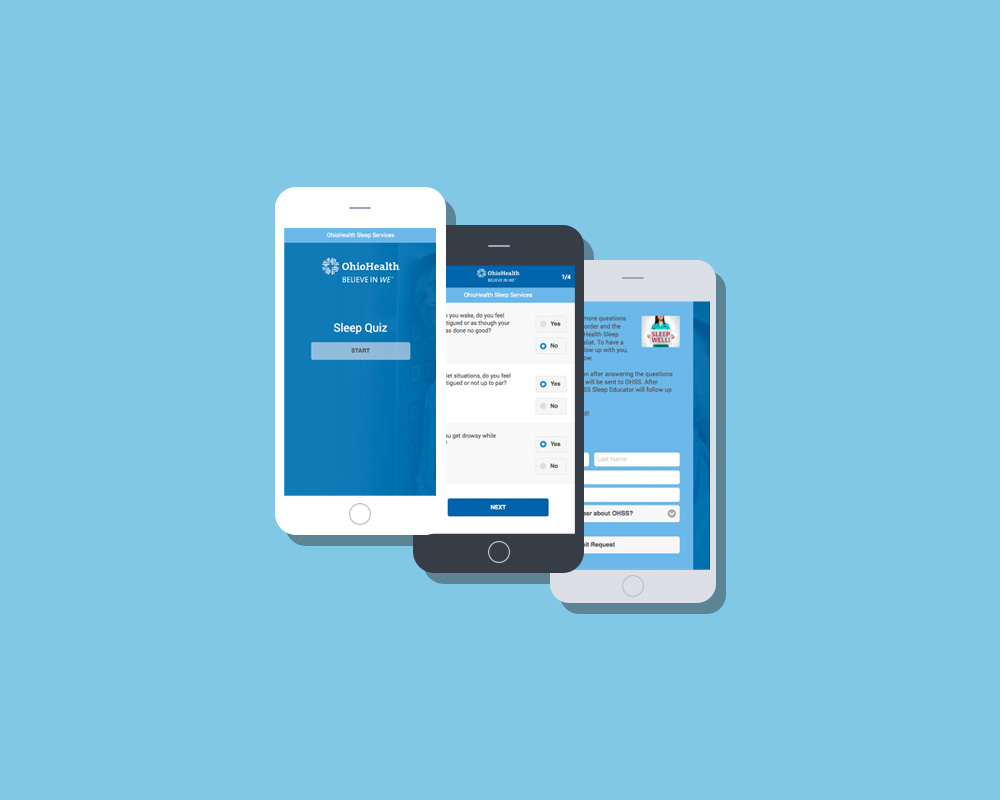 OhioHealth Sleep Services
OhioHealth
BELIEVE IN WE™
Sleep Quiz
START
OhioHealth
BELIEVE IN WE™
1/4
OhioHealth Sleep Services
you wake, do you feel
tigued or as though your
as done no good?
Yes
No
iet situations, do you feel
tigued or not up to par?
Yes
No
u get drowsy while
Yes
No
NEXT
more questions
order and the
Health Sleep
alist. To have a
low up with you,
ow.
SLEEP
WELL!
n after answering the questions
will be sent to OHSS. After
SS Sleep Educator will follow up
Last Name
ear about OHSS?
it Request